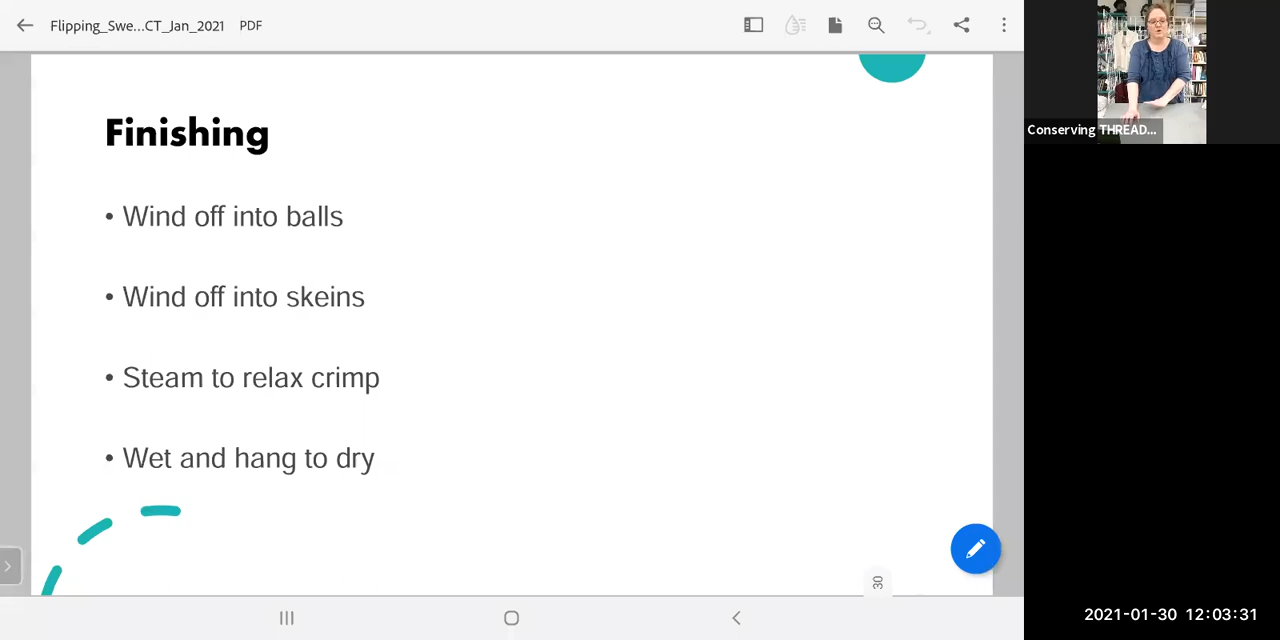 Flipping_Swe...CT_Jan_2021 PDF
Conserving THREAD...
Finishing
• Wind off into balls
• Wind off into skeins
• Steam to relax crimp
• Wet and hang to dry
30
2021-01-30 12:03:31